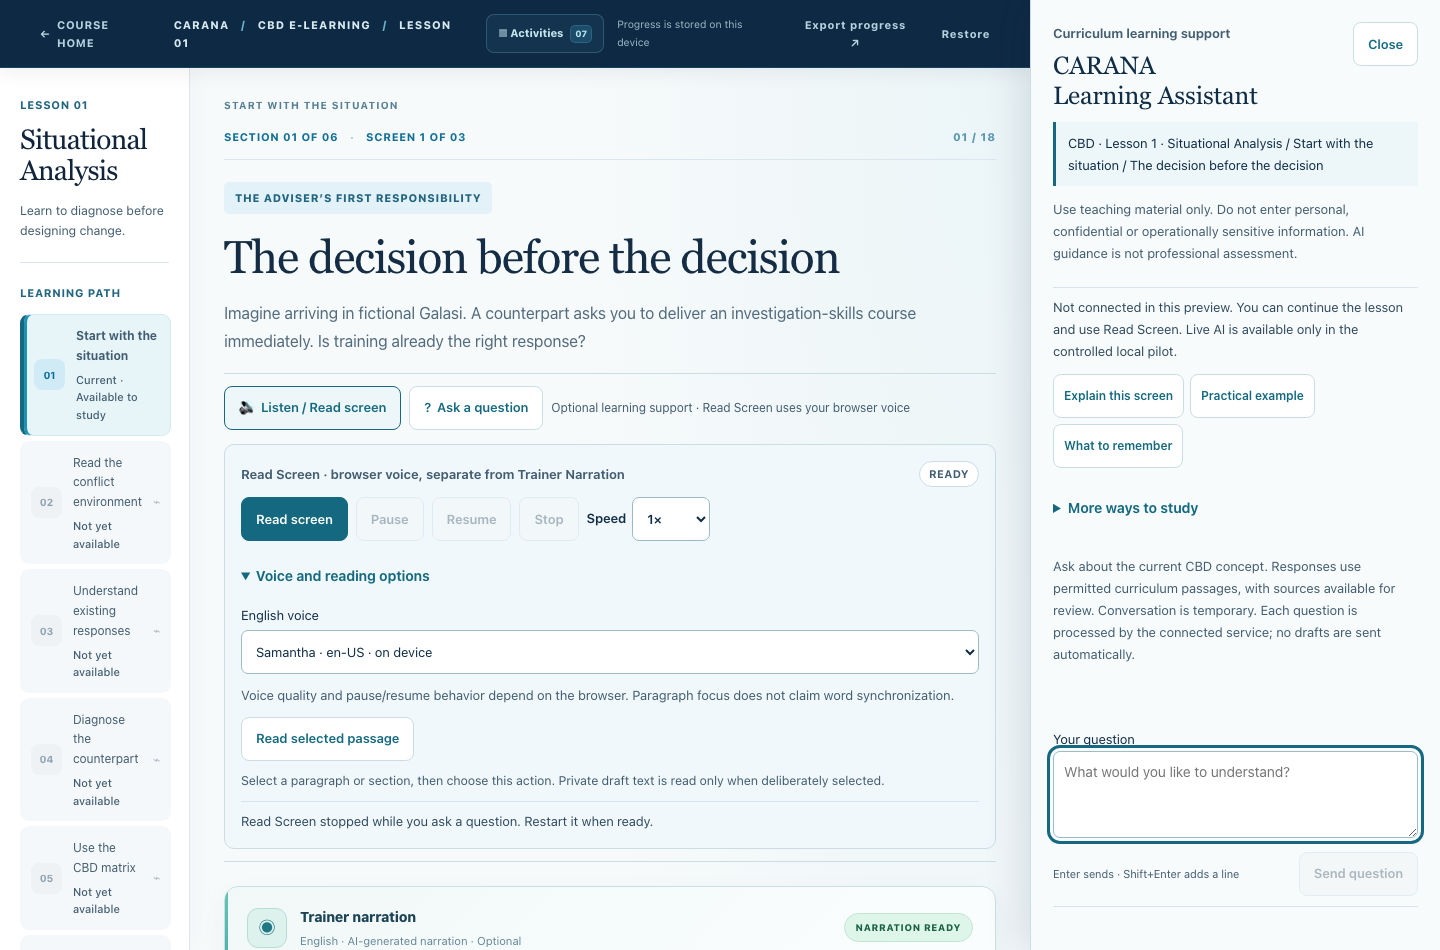 ← COURSE HOME
CARANA / CBD E-LEARNING / LESSON 01
Activities 07
Progress is stored on this device
Export progress ↗
Restore
LESSON 01
Situational
Analysis
Learn to diagnose before
designing change.
LEARNING PATH
01
Start with the
situation
Current ·
Available to
study
02
Read the
conflict
environment
Not yet
available
03
Understand
existing
responses
Not yet
available
04
Diagnose
the
counterpart
Not yet
available
05
Use the
CBD matrix
Not yet
available
START WITH THE SITUATION
SECTION 01 OF 06 · SCREEN 1 OF 03
01 / 18
THE ADVISER’S FIRST RESPONSIBILITY
The decision before the decision
Imagine arriving in fictional Galasi. A counterpart asks you to deliver an investigation-skills course
immediately. Is training already the right response?
Listen / Read screen
? Ask a question
Optional learning support · Read Screen uses your browser voice
Read Screen · browser voice, separate from Trainer Narration
READY
Read screen
Pause
Resume
Stop
Speed
1×
▼ Voice and reading options
English voice
Samantha · en-US · on device
Voice quality and pause/resume behavior depend on the browser. Paragraph focus does not claim word synchronization.
Read selected passage
Select a paragraph or section, then choose this action. Private draft text is read only when deliberately selected.
Read Screen stopped while you ask a question. Restart it when ready.
Trainer narration
English · AI-generated narration · Optional
NARRATION READY
Curriculum learning support
Close
CARANA
Learning Assistant
CBD · Lesson 1 · Situational Analysis / Start with the
situation / The decision before the decision
Use teaching material only. Do not enter personal,
confidential or operationally sensitive information. AI
guidance is not professional assessment.
Not connected in this preview. You can continue the lesson
and use Read Screen. Live AI is available only in the
controlled local pilot.
Explain this screen
Practical example
What to remember
▶ More ways to study
Ask about the current CBD concept. Responses use
permitted curriculum passages, with sources available for
review. Conversation is temporary. Each question is
processed by the connected service; no drafts are sent
automatically.
Your question
What would you like to understand?
Enter sends · Shift+Enter adds a line
Send question